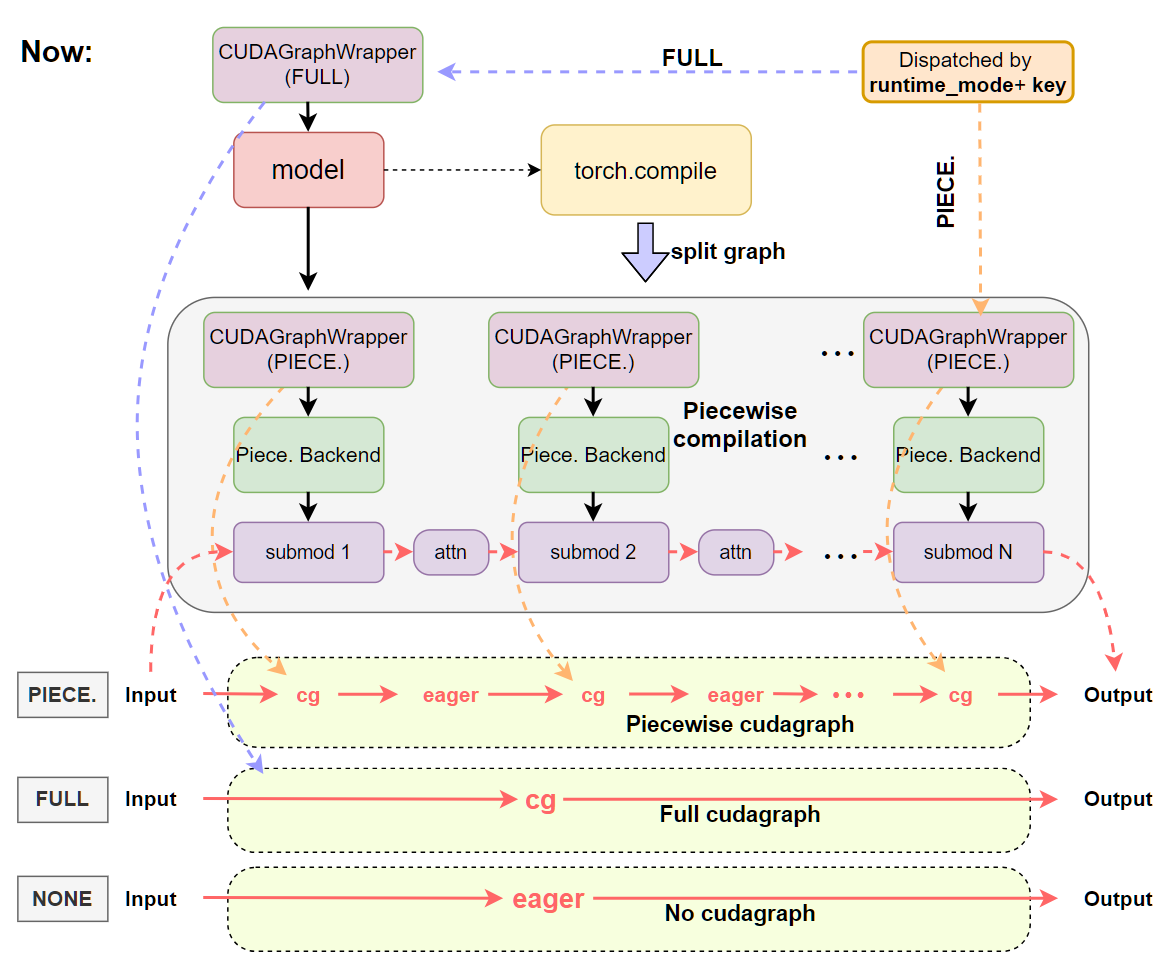 Now:
CUDAGraphWrapper
(FULL)
FULL
Dispatched by
runtime_mode+ key
model
torch.compile
PIECE.
split graph
CUDAGraphWrapper
(PIECE.)
CUDAGraphWrapper
(PIECE.)
...
CUDAGraphWrapper
(PIECE.)
Piecewise
compilation
Piece. Backend
Piece. Backend
...
Piece. Backend
submod 1
attn
submod 2
attn
...
submod N
PIECE.
Input
cg
eager
cg
eager
...
cg
Output
Piecewise cudagraph
FULL
Input
cg
Output
Full cudagraph
NONE
Input
eager
Output
No cudagraph